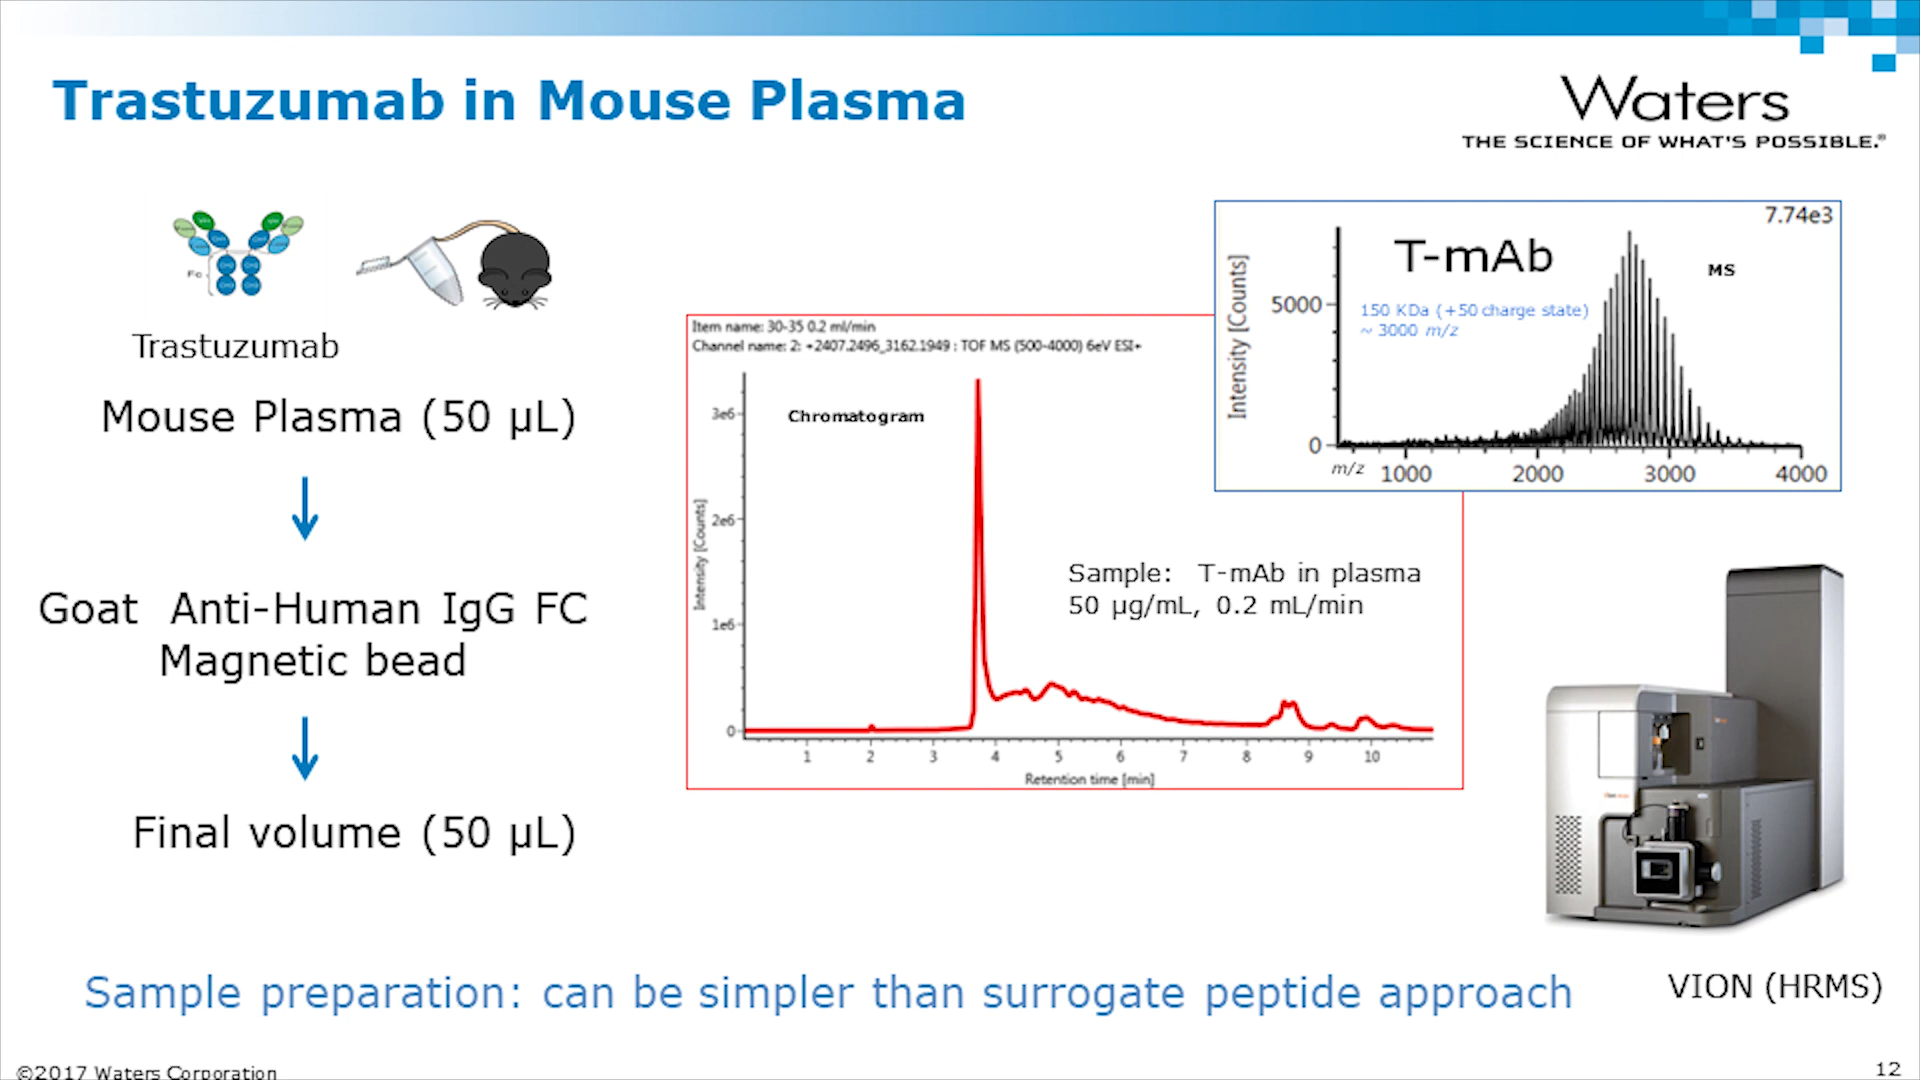 Trastuzumab in Mouse Plasma
Waters
THE SCIENCE OF WHAT'S POSSIBLE.®
Fc
Trastuzumab
Mouse Plasma (50 µL)
Goat Anti-Human IgG FC
Magnetic bead
Final volume (50 µL)
Item name: 30-35 0.2 ml/min
Channel name: 2: +2407.2496_3162.1949 : TOF MS (500-4000) 6eV ESI+
Chromatogram
Intensity [Counts]
3e6
2e6
1e6
0
1 2 3 4 5 6 7 8 9 10
Retention time [min]
Sample: T-mAb in plasma
50 µg/mL, 0.2 mL/min
7.74e3
T-mAb
MS
150 KDa (+50 charge state)
~ 3000 m/z
Intensity [Counts]
5000
0
m/z 1000 2000 3000 4000
Sample preparation: can be simpler than surrogate peptide approach
VION (HRMS)
©2017 Waters Corporation
12